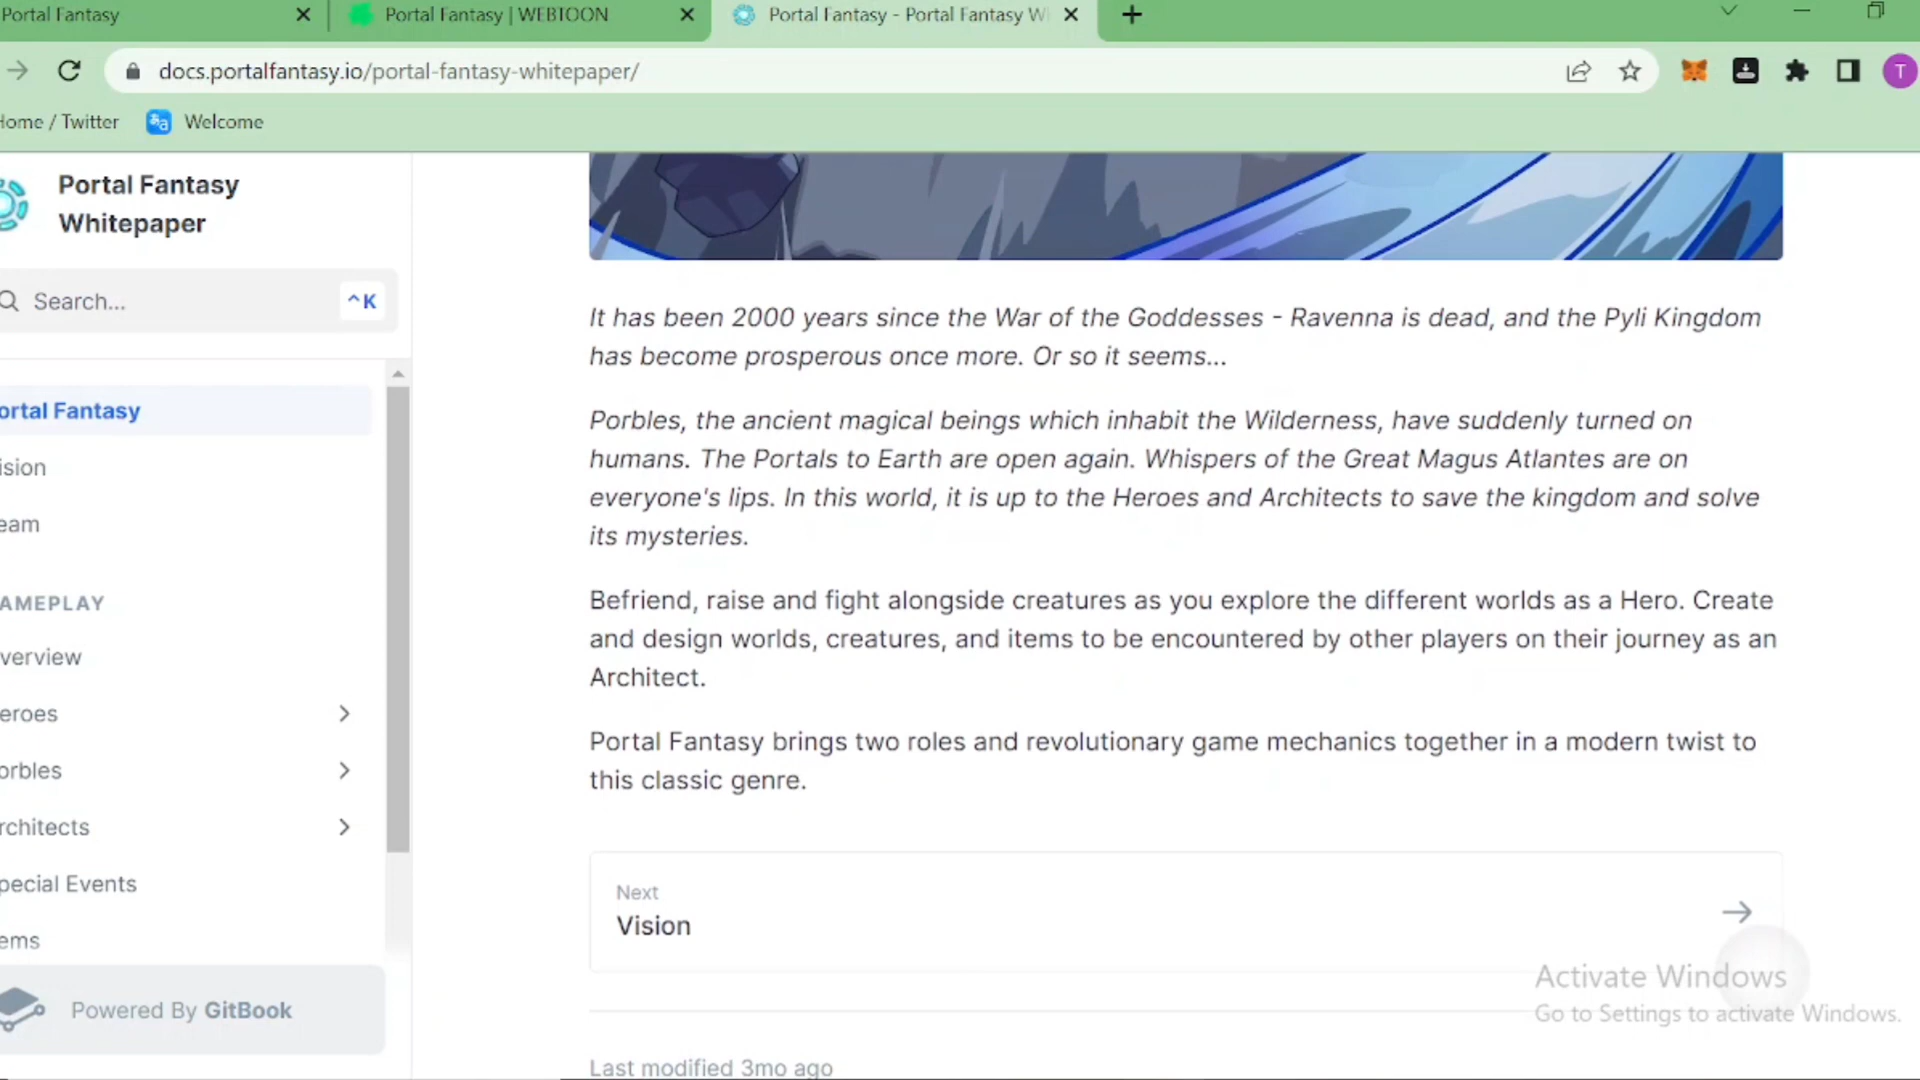 Portal Fantasy
Portal Fantasy | WEBTOON
Portal Fantasy - Portal Fantasy W
docs.portalfantasy.io/portal-fantasy-whitepaper/
T
Home / Twitter
Welcome
Portal Fantasy
Whitepaper
Search...
^K
ortal Fantasy
ision
eam
AMEPLAY
verview
eroes
orbles
rchitects
pecial Events
ems
Powered By GitBook
It has been 2000 years since the War of the Goddesses - Ravenna is dead, and the Pyli Kingdom
has become prosperous once more. Or so it seems...
Porbles, the ancient magical beings which inhabit the Wilderness, have suddenly turned on
humans. The Portals to Earth are open again. Whispers of the Great Magus Atlantes are on
everyone's lips. In this world, it is up to the Heroes and Architects to save the kingdom and solve
its mysteries.
Befriend, raise and fight alongside creatures as you explore the different worlds as a Hero. Create
and design worlds, creatures, and items to be encountered by other players on their journey as an
Architect.
Portal Fantasy brings two roles and revolutionary game mechanics together in a modern twist to
this classic genre.
Next
Vision
Activate Windows
Go to Settings to activate Windows.
Last modified 3mo ago